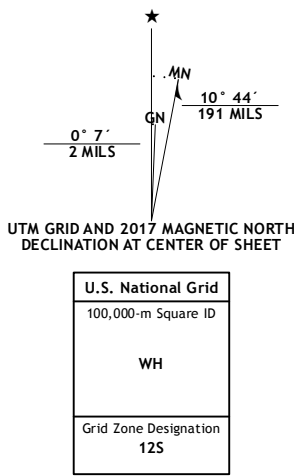 MN
GN
10° 44´
191 MILS
0° 7´
2 MILS
UTM GRID AND 2017 MAGNETIC NORTH
DECLINATION AT CENTER OF SHEET
U.S. National Grid
100,000-m Square ID
WH
Grid Zone Designation
12S